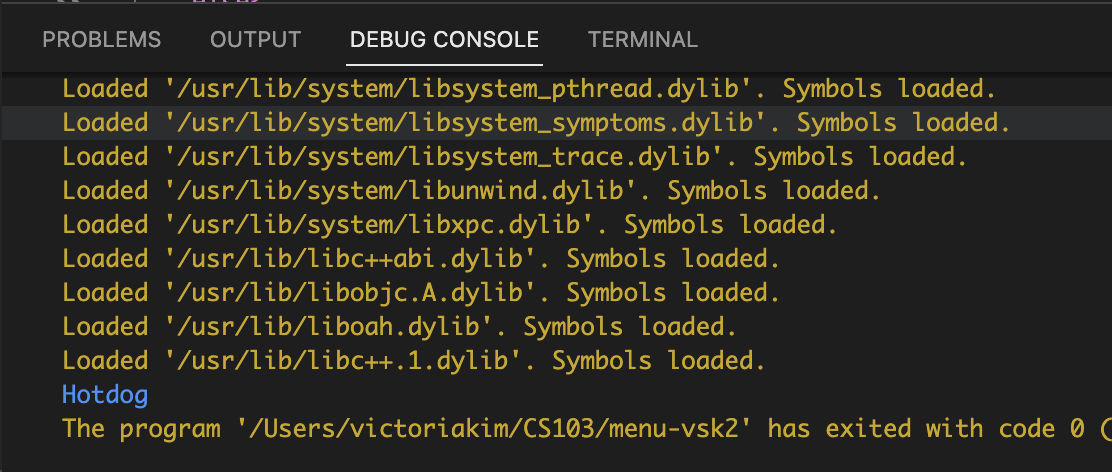 PROBLEMS OUTPUT DEBUG CONSOLE TERMINAL
Loaded '/usr/lib/system/libsystem_pthread.dylib'. Symbols loaded.
Loaded '/usr/lib/system/libsystem_symptoms.dylib'. Symbols loaded.
Loaded '/usr/lib/system/libsystem_trace.dylib'. Symbols loaded.
Loaded '/usr/lib/system/libunwind.dylib'. Symbols loaded.
Loaded '/usr/lib/system/libxpc.dylib'. Symbols loaded.
Loaded '/usr/lib/libc++abi.dylib'. Symbols loaded.
Loaded '/usr/lib/libobjc.A.dylib'. Symbols loaded.
Loaded '/usr/lib/liboah.dylib'. Symbols loaded.
Loaded '/usr/lib/libc++.1.dylib'. Symbols loaded.
Hotdog
The program '/Users/victoriakim/CS103/menu-vsk2' has exited with code 0